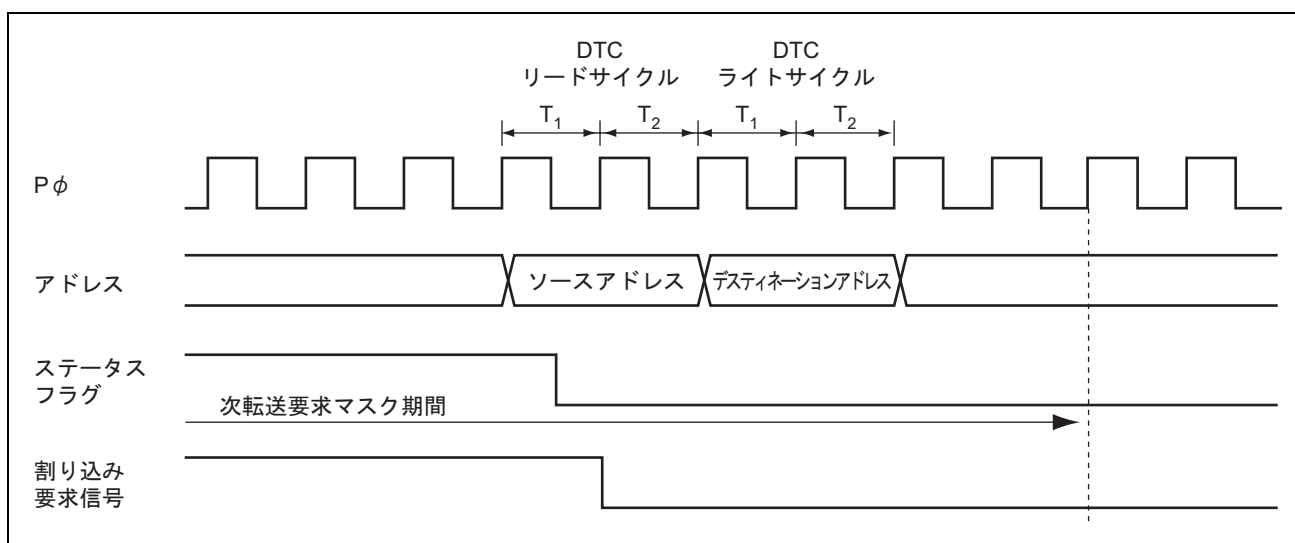 DTC
リードサイクル
DTC
ライトサイクル
T1
T2
T1
T2
Pφ
アドレス
ソースアドレス
デスティネーションアドレス
ステータス
フラグ
次転送要求マスク期間
割り込み
要求信号